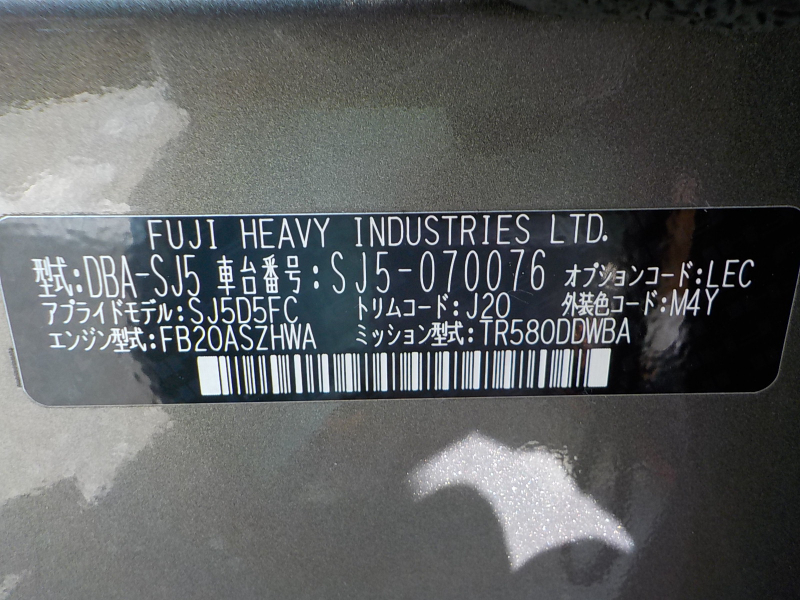 FUJI HEAVY INDUSTRIES LTD.
型式:DBA-SJ5 車台番号:SJ5-070076 オプションコード:LEC
アプライドモデル:SJ5D5FC トリムコード:J20 外装色コード:M4Y
エンジン型式:FB20ASZHWA ミッション型式:TR580DDWBA